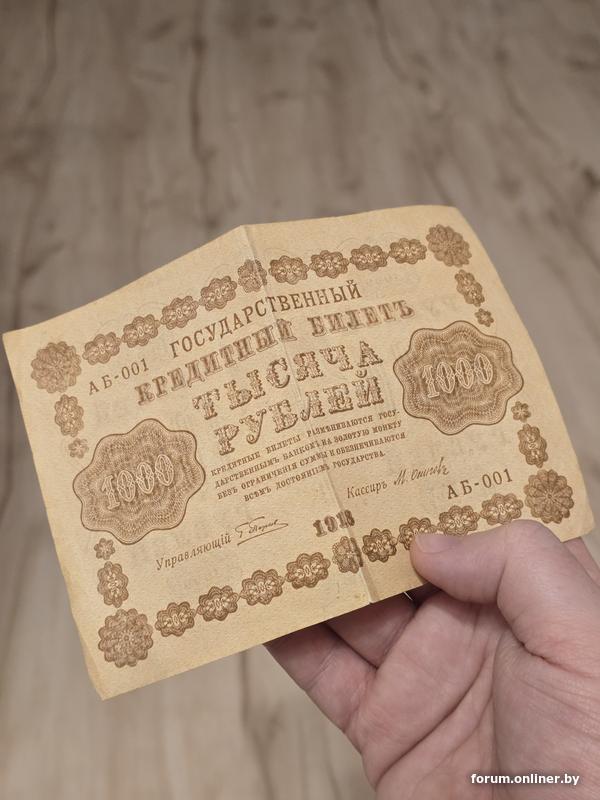 АБ-001
ГОСУДАРСТВЕННЫЙ
КРЕДИТНЫЙ БИЛЕТЪ
ТЫСЯЧА
РУБЛЕЙ
1000
1000
КРЕДИТНЫЕ БИЛЕТЫ РАЗМѢНИВАЮТСЯ ГОСУ-
ДАРСТВЕННЫМЪ БАНКОМЪ НА ЗОЛОТУЮ МОНЕТУ
БЕЗЪ ОГРАНИЧЕНІЯ СУММЫ И ОБЕЗПЕЧИВАЮТСЯ
ВСѢМЪ ДОСТОЯНІЕМЪ ГОСУДАРСТВА.
Управляющій
Кассиръ
АБ-001
1918
forum.onliner.by